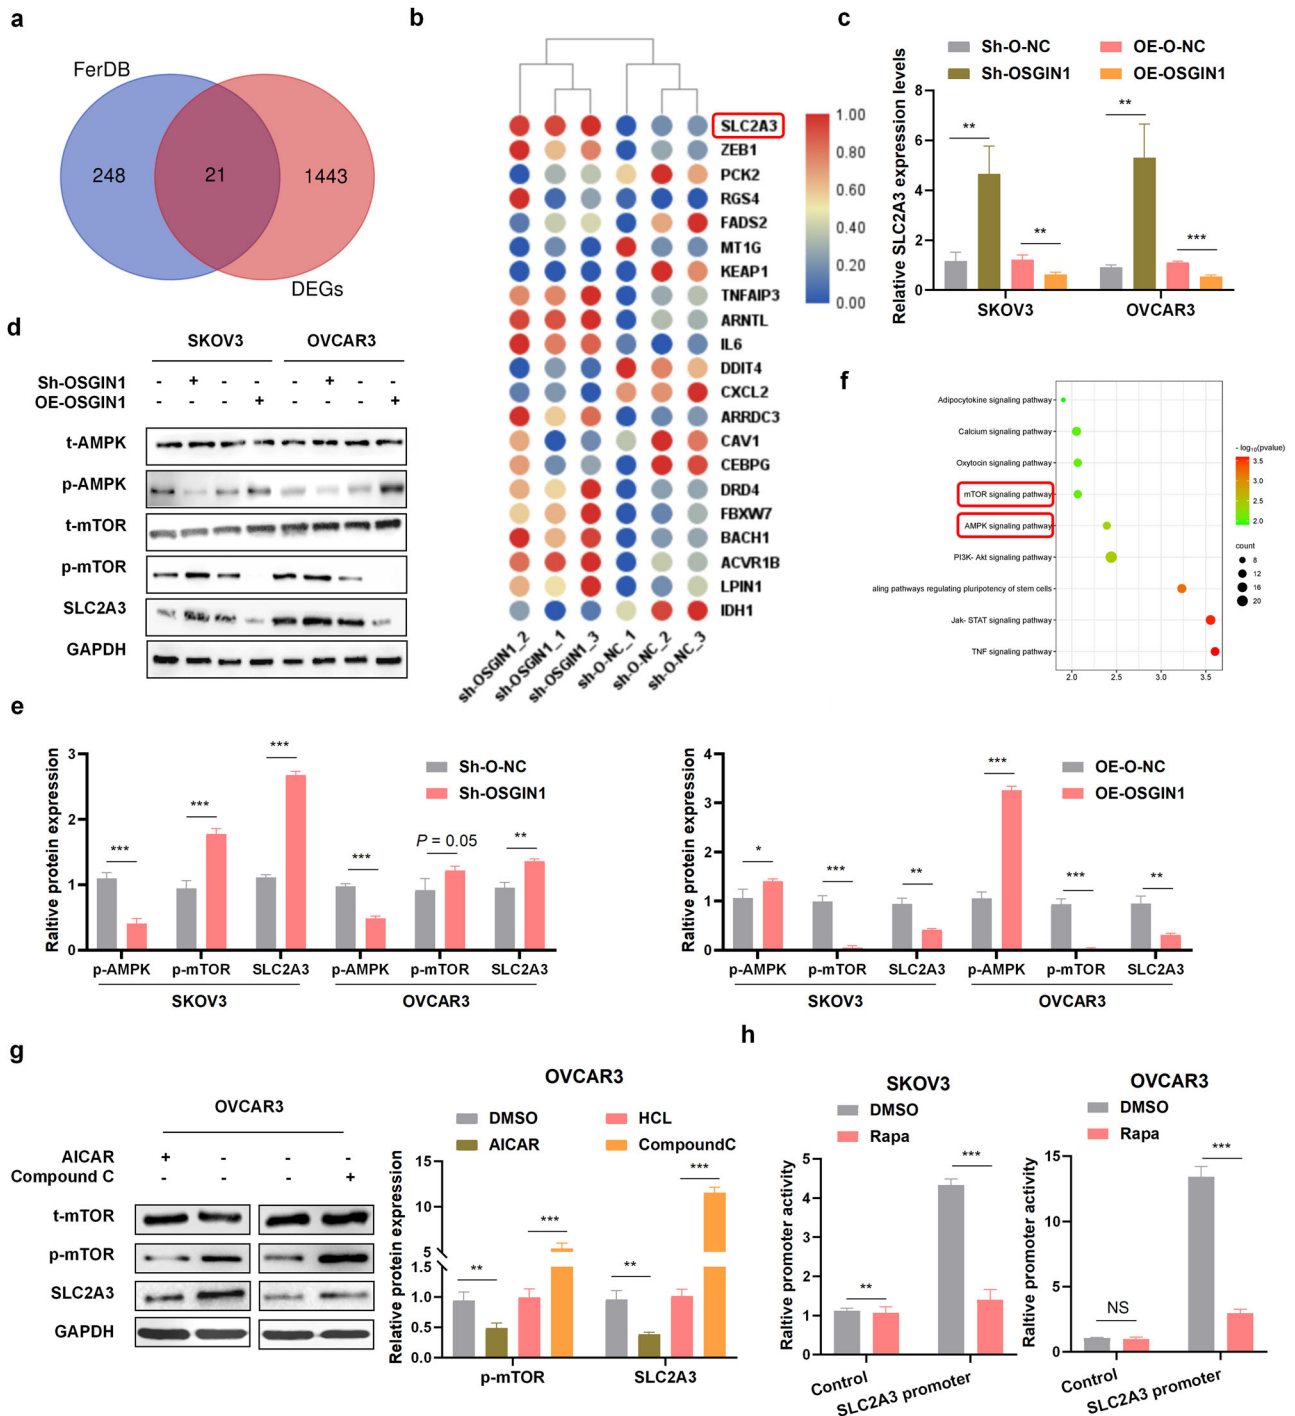 a
FerDB
248
21
1443
DEGs
b
SLC2A3
ZEB1
PCK2
RGS4
FADS2
MT1G
KEAP1
TNFAIP3
ARNTL
IL6
DDIT4
CXCL2
ARRDC3
CAV1
CEBPG
DRD4
FBXW7
BACH1
ACVR1B
LPIN1
IDH1
sh-OSGIN1_2
sh-OSGIN1_1
sh-OSGIN1_3
sh-O-NC_1
sh-O-NC_2
sh-O-NC_3
1.00
0.80
0.60
0.40
0.20
0.00
c
Sh-O-NC
OE-O-NC
Sh-OSGIN1
OE-OSGIN1
Relative SLC2A3 expression levels
8
6
4
2
0
** ** ** ***
SKOV3 OVCAR3
d
SKOV3 OVCAR3
Sh-OSGIN1 - + - - - + - -
OE-OSGIN1 - - - + - - - +
t-AMPK
p-AMPK
t-mTOR
p-mTOR
SLC2A3
GAPDH
f
Adipocytokine signaling pathway
Calcium signaling pathway
Oxytocin signaling pathway
mTOR signaling pathway
AMPK signaling pathway
PI3K- Akt signaling pathway
aling pathways regulating pluripotency of stem cells
Jak- STAT signaling pathway
TNF signaling pathway
2.0 2.5 3.0 3.5
- log10(pvalue)
3.5
3.0
2.5
2.0
count
8
12
16
20
e
Raltive protein expression
3
2
1
0
Sh-O-NC
Sh-OSGIN1
*** *** *** *** P = 0.05 **
p-AMPK p-mTOR SLC2A3 p-AMPK p-mTOR SLC2A3
SKOV3 OVCAR3
Raltive protein expression
4
3
2
1
0
OE-O-NC
OE-OSGIN1
* *** ** *** *** **
p-AMPK p-mTOR SLC2A3 p-AMPK p-mTOR SLC2A3
SKOV3 OVCAR3
g
OVCAR3
AICAR + - - -
Compound C - - - +
t-mTOR
p-mTOR
SLC2A3
GAPDH
OVCAR3
DMSO
HCL
AICAR
CompoundC
Relative protein expression
15
10
5
1.5
1.0
0.5
0.0
** *** ** ***
p-mTOR SLC2A3
h
SKOV3
DMSO
Rapa
Raltive promoter activity
5
4
3
2
1
0
** ***
Control
SLC2A3 promoter
OVCAR3
DMSO
Rapa
Raltive promoter activity
15
10
5
0
NS ***
Control
SLC2A3 promoter